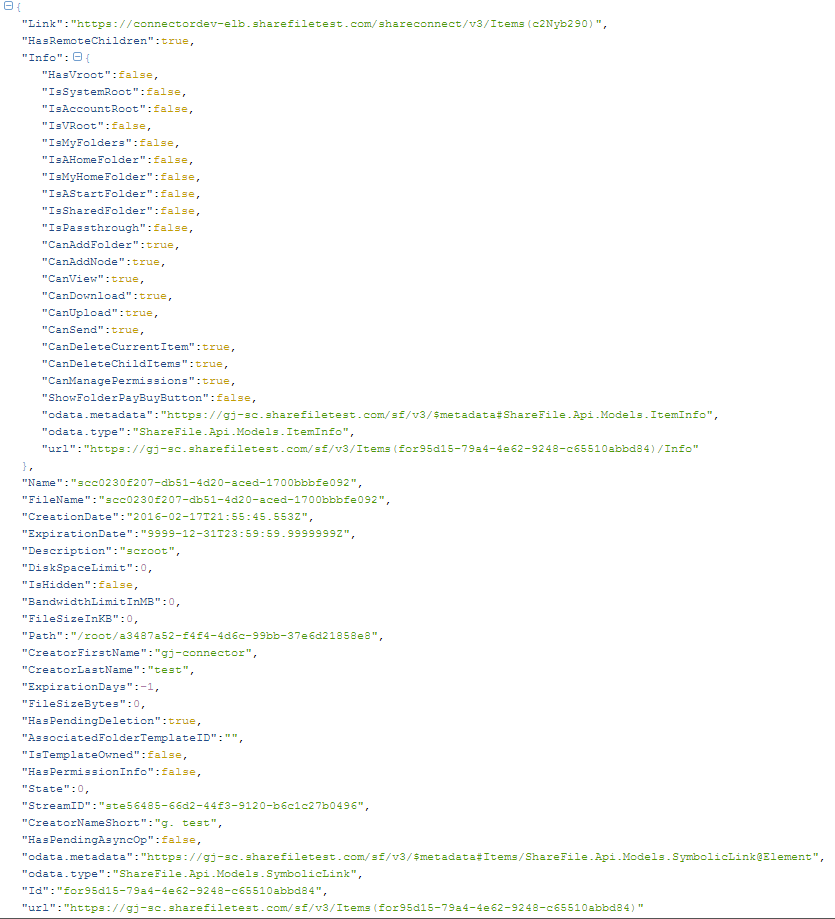 {
"Link":"https://connectordev-elb.sharefiletest.com/shareconnect/v3/Items(c2Nyb290)",
"HasRemoteChildren":true,
"Info":{
"HasVroot":false,
"IsSystemRoot":false,
"IsAccountRoot":false,
"IsVRoot":false,
"IsMyFolders":false,
"IsAHomeFolder":false,
"IsMyHomeFolder":false,
"IsAStartFolder":false,
"IsSharedFolder":false,
"IsPassthrough":false,
"CanAddFolder":true,
"CanAddNode":true,
"CanView":true,
"CanDownload":true,
"CanUpload":true,
"CanSend":true,
"CanDeleteCurrentItem":true,
"CanDeleteChildItems":true,
"CanManagePermissions":true,
"ShowFolderPayBuyButton":false,
"odata.metadata":"https://gj-sc.sharefiletest.com/sf/v3/$metadata#ShareFile.Api.Models.ItemInfo",
"odata.type":"ShareFile.Api.Models.ItemInfo",
"url":"https://gj-sc.sharefiletest.com/sf/v3/Items(for95d15-79a4-4e62-9248-c65510abbd84)/Info"
},
"Name":"scc0230f207-db51-4d20-aced-1700bbbfe092",
"FileName":"scc0230f207-db51-4d20-aced-1700bbbfe092",
"CreationDate":"2016-02-17T21:55:45.553Z",
"ExpirationDate":"9999-12-31T23:59:59.9999999Z",
"Description":"scroot",
"DiskSpaceLimit":0,
"IsHidden":false,
"BandwidthLimitInMB":0,
"FileSizeInKB":0,
"Path":"/root/a3487a52-f4f4-4d6c-99bb-37e6d21858e8",
"CreatorFirstName":"gj-connector",
"CreatorLastName":"test",
"ExpirationDays":-1,
"FileSizeBytes":0,
"HasPendingDeletion":true,
"AssociatedFolderTemplateID":"",
"IsTemplateOwned":false,
"HasPermissionInfo":false,
"State":0,
"StreamID":"ste56485-66d2-44f3-9120-b6c1c27b0496",
"CreatorNameShort":"g. test",
"HasPendingAsyncOp":false,
"odata.metadata":"https://gj-sc.sharefiletest.com/sf/v3/$metadata#Items/ShareFile.Api.Models.SymbolicLink@Element",
"odata.type":"ShareFile.Api.Models.SymbolicLink",
"Id":"for95d15-79a4-4e62-9248-c65510abbd84",
"url":"https://gj-sc.sharefiletest.com/sf/v3/Items(for95d15-79a4-4e62-9248-c65510abbd84)"